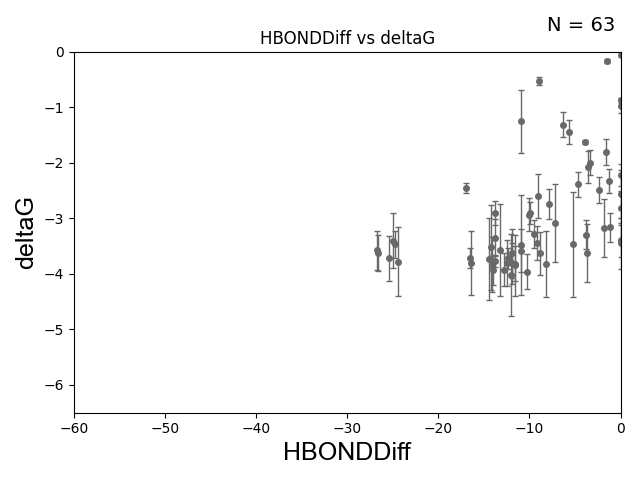 N = 63
HBONDDiff vs deltaG
0
−1
−2
−3
−4
−5
−6
deltaG
−60 −50 −40 −30 −20 −10 0
HBONDDiff